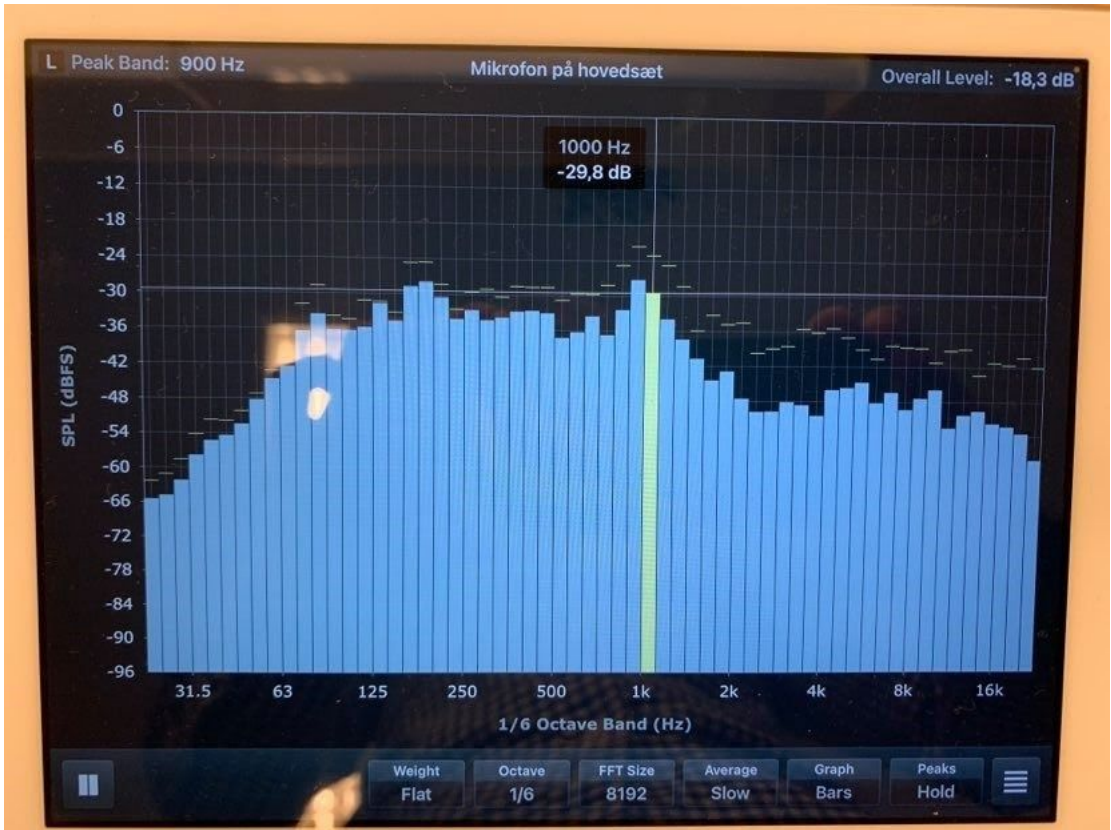 L Peak Band: 900 Hz
Mikrofon på hovedsæt
Overall Level: -18,3 dB
1000 Hz
-29,8 dB
0
-6
-12
-18
-24
-30
-36
-42
-48
-54
-60
-66
-72
-78
-84
-90
-96
SPL (dBFS)
31.5 63 125 250 500 1k 2k 4k 8k 16k
1/6 Octave Band (Hz)
Weight
Flat
Octave
1/6
FFT Size
8192
Average
Slow
Graph
Bars
Peaks
Hold